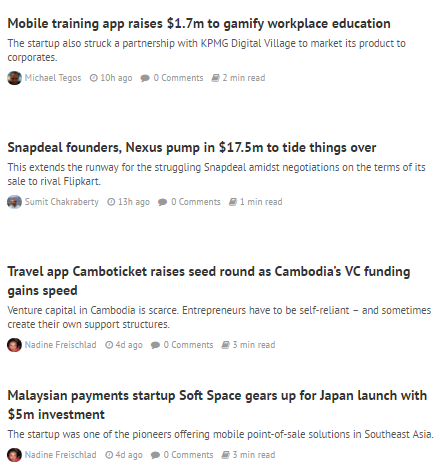 Mobile training app raises $1.7m to gamify workplace education
The startup also struck a partnership with KPMG Digital Village to market its product to
corporates.
Michael Tegos 10h ago 0 Comments 2 min read
Snapdeal founders, Nexus pump in $17.5m to tide things over
This extends the runway for the struggling Snapdeal amidst negotiations on the terms of its
sale to rival Flipkart.
Sumit Chakraberty 13h ago 0 Comments 1 min read
Travel app Camboticket raises seed round as Cambodia's VC funding
gains speed
Venture capital in Cambodia is scarce. Entrepreneurs have to be self-reliant – and sometimes
create their own support structures.
Nadine Freischlad 4d ago 0 Comments 3 min read
Malaysian payments startup Soft Space gears up for Japan launch with
$5m investment
The startup was one of the pioneers offering mobile point-of-sale solutions in Southeast Asia.
Nadine Freischlad 4d ago 0 Comments 3 min read